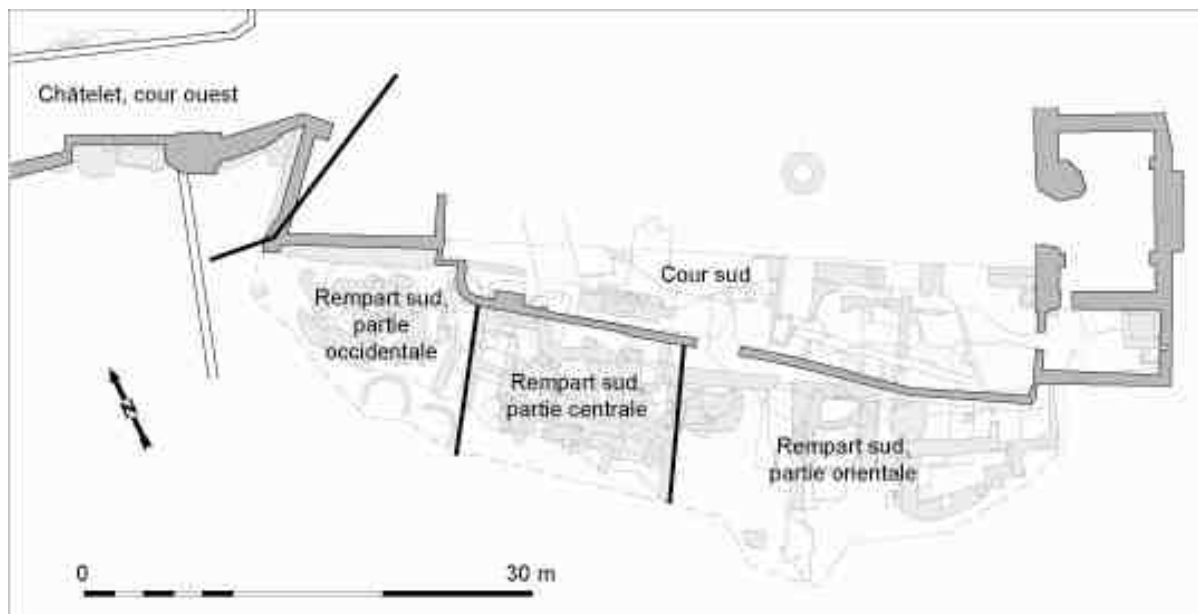 Châtelet, cour ouest
Cour sud
Rempart sud,
partie
occidentale
Rempart sud,
partie centrale
Rempart sud,
partie orientale
N
0 30 m